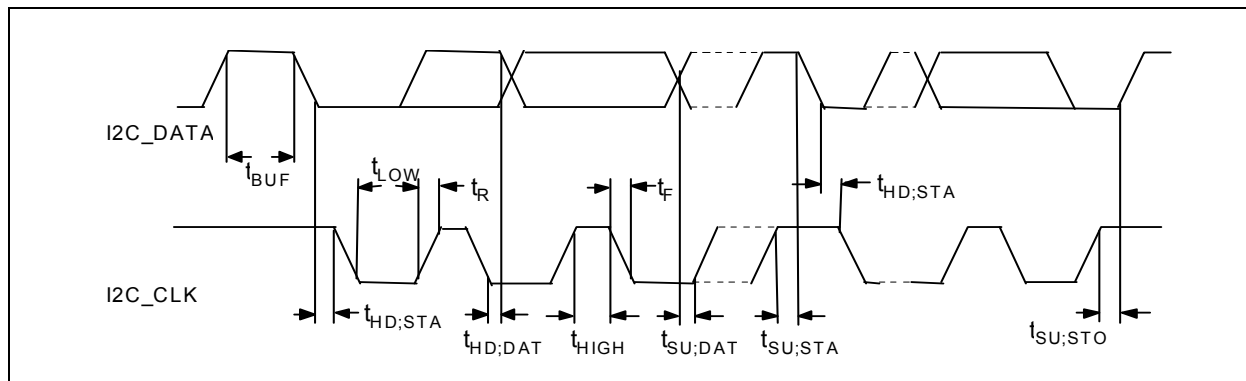 I2C_DATA
tBUF
tLOW
tR
tF
tHD;STA
I2C_CLK
tHD;STA
tHD;DAT
tHIGH
tSU;DAT
tSU;STA
tSU;STO